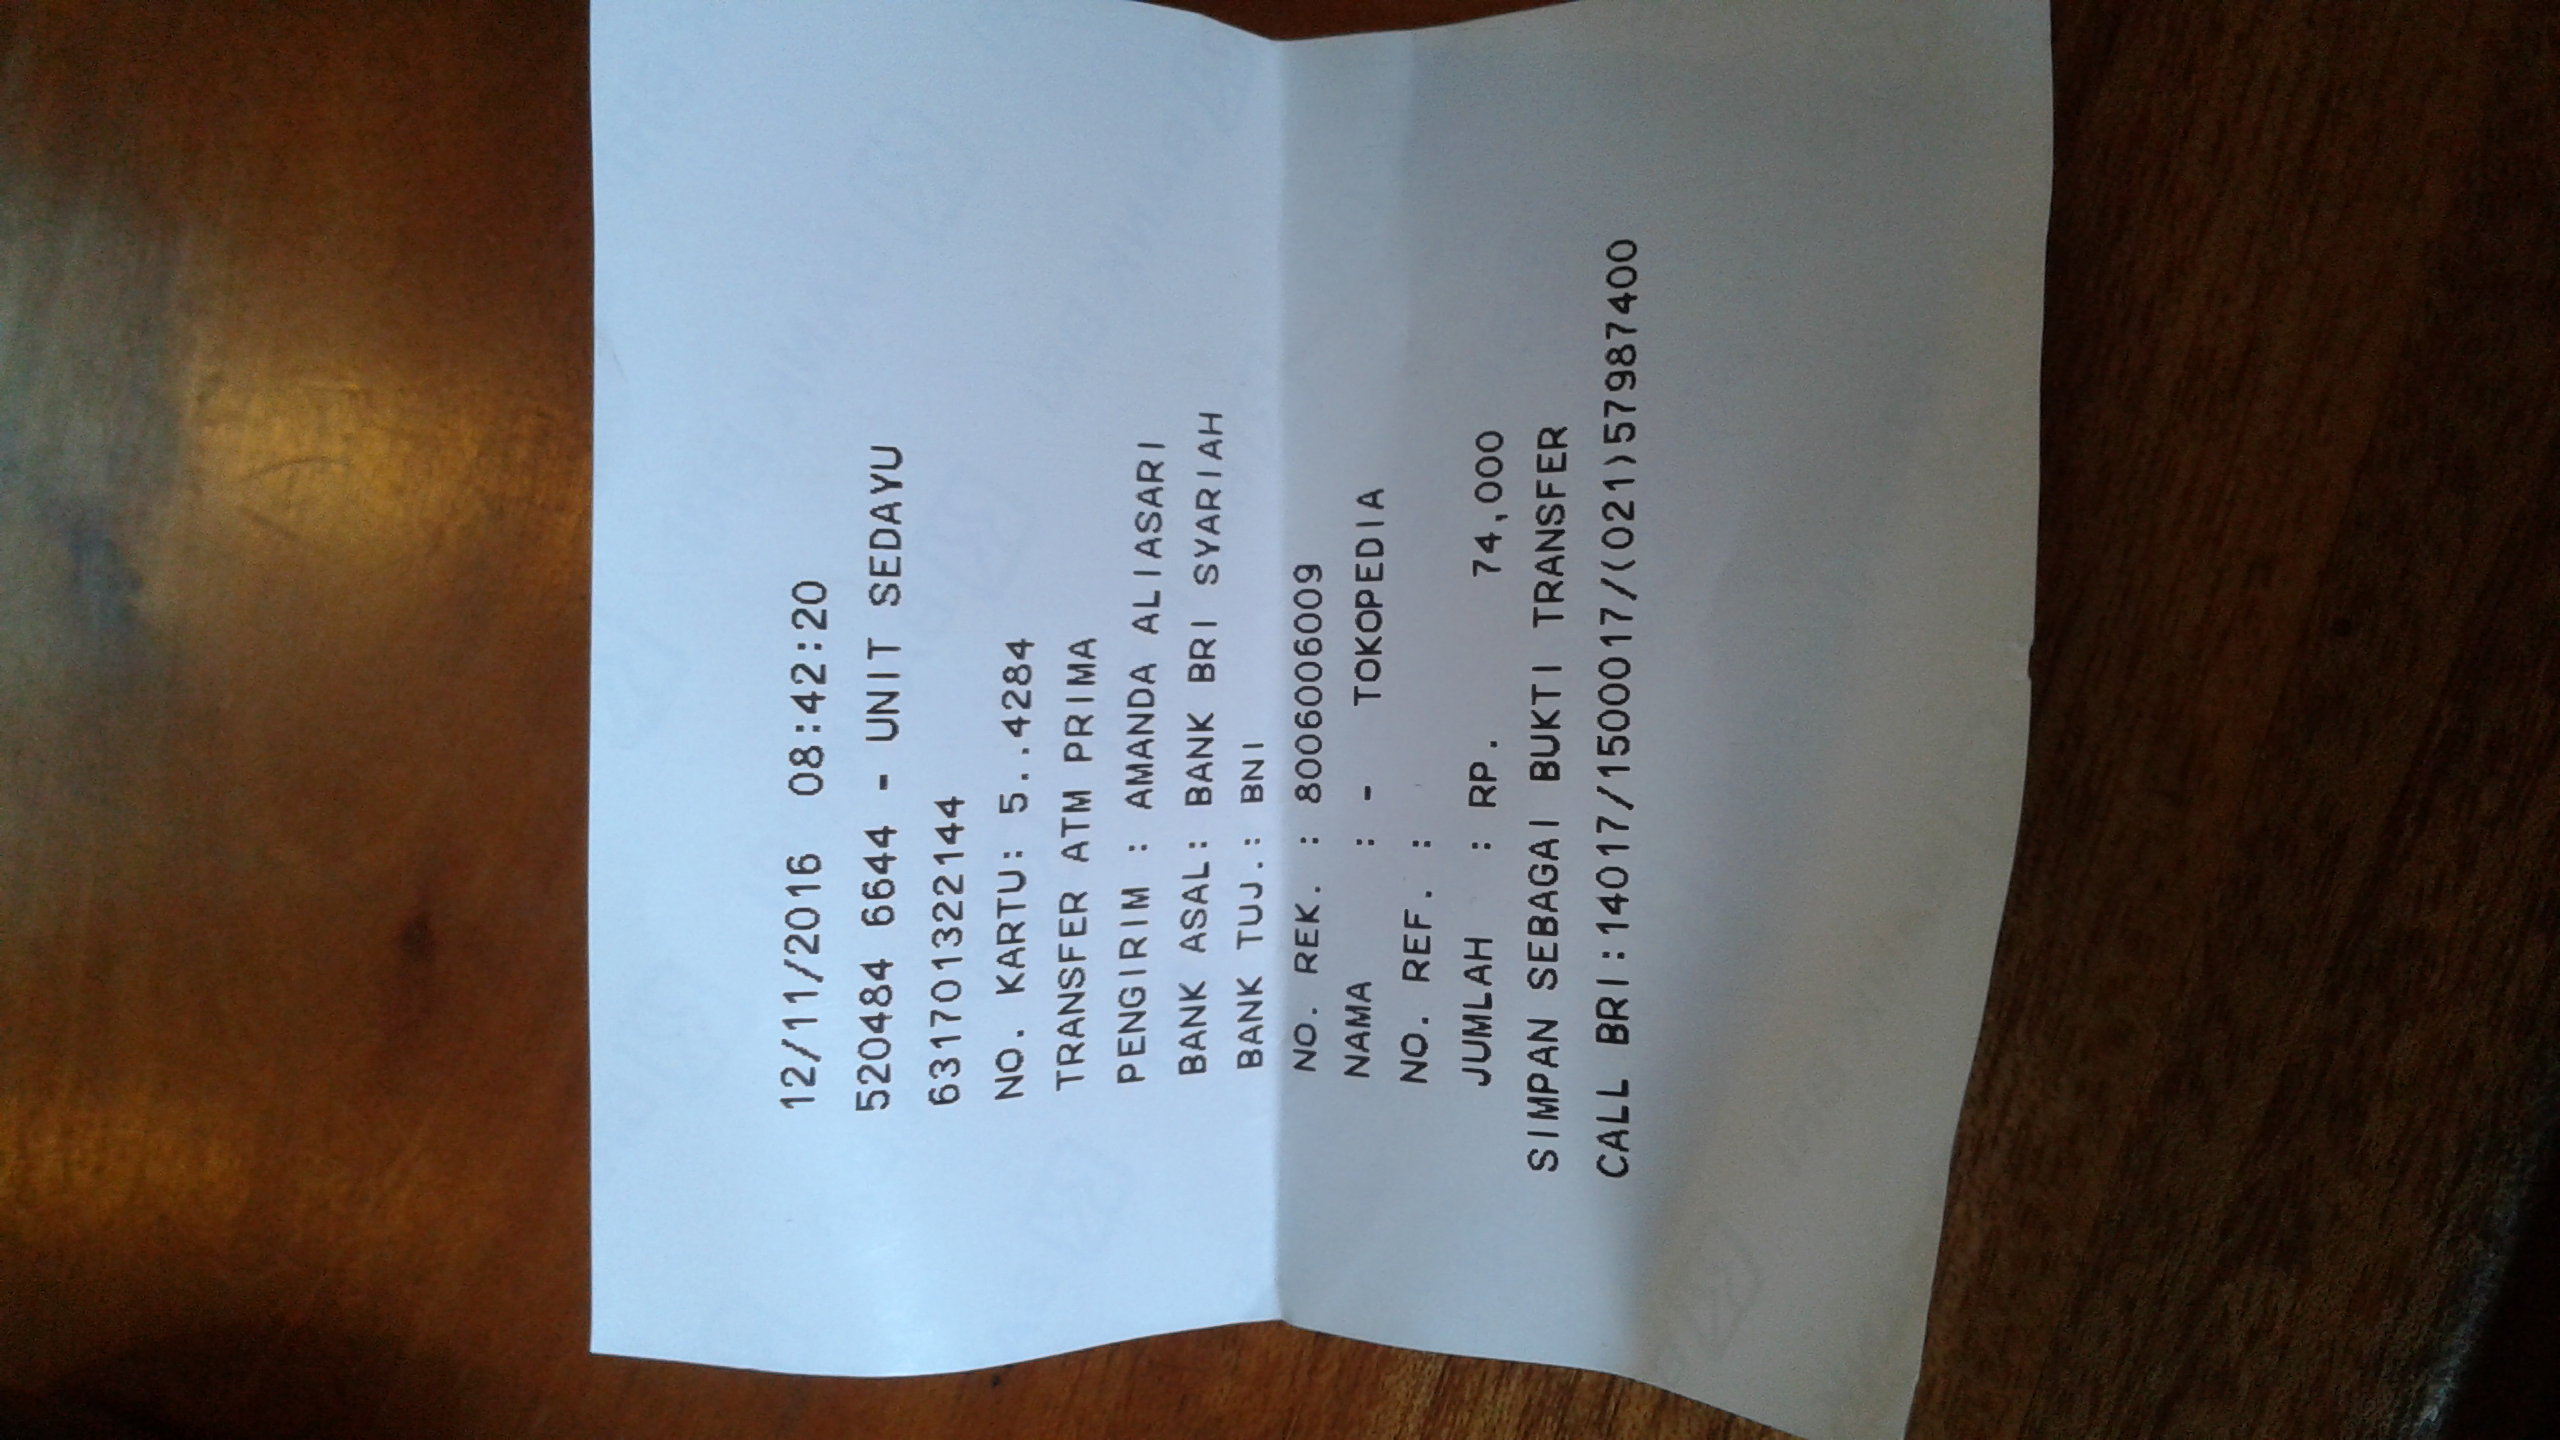 12/11/2016 08:42:20
520484 6644 - UNIT SEDAYU
631701322144
NO. KARTU: 5..4284
TRANSFER ATM PRIMA
PENGIRIM : AMANDA ALIASARI
BANK ASAL: BANK BRI SYARIAH
BANK TUJ.: BNI
NO. REK. : 8006006009
NAMA : - TOKOPEDIA
NO. REF. :
JUMLAH : RP. 74,000
SIMPAN SEBAGAI BUKTI TRANSFER
CALL BRI:14017/1500017/(021)57987400